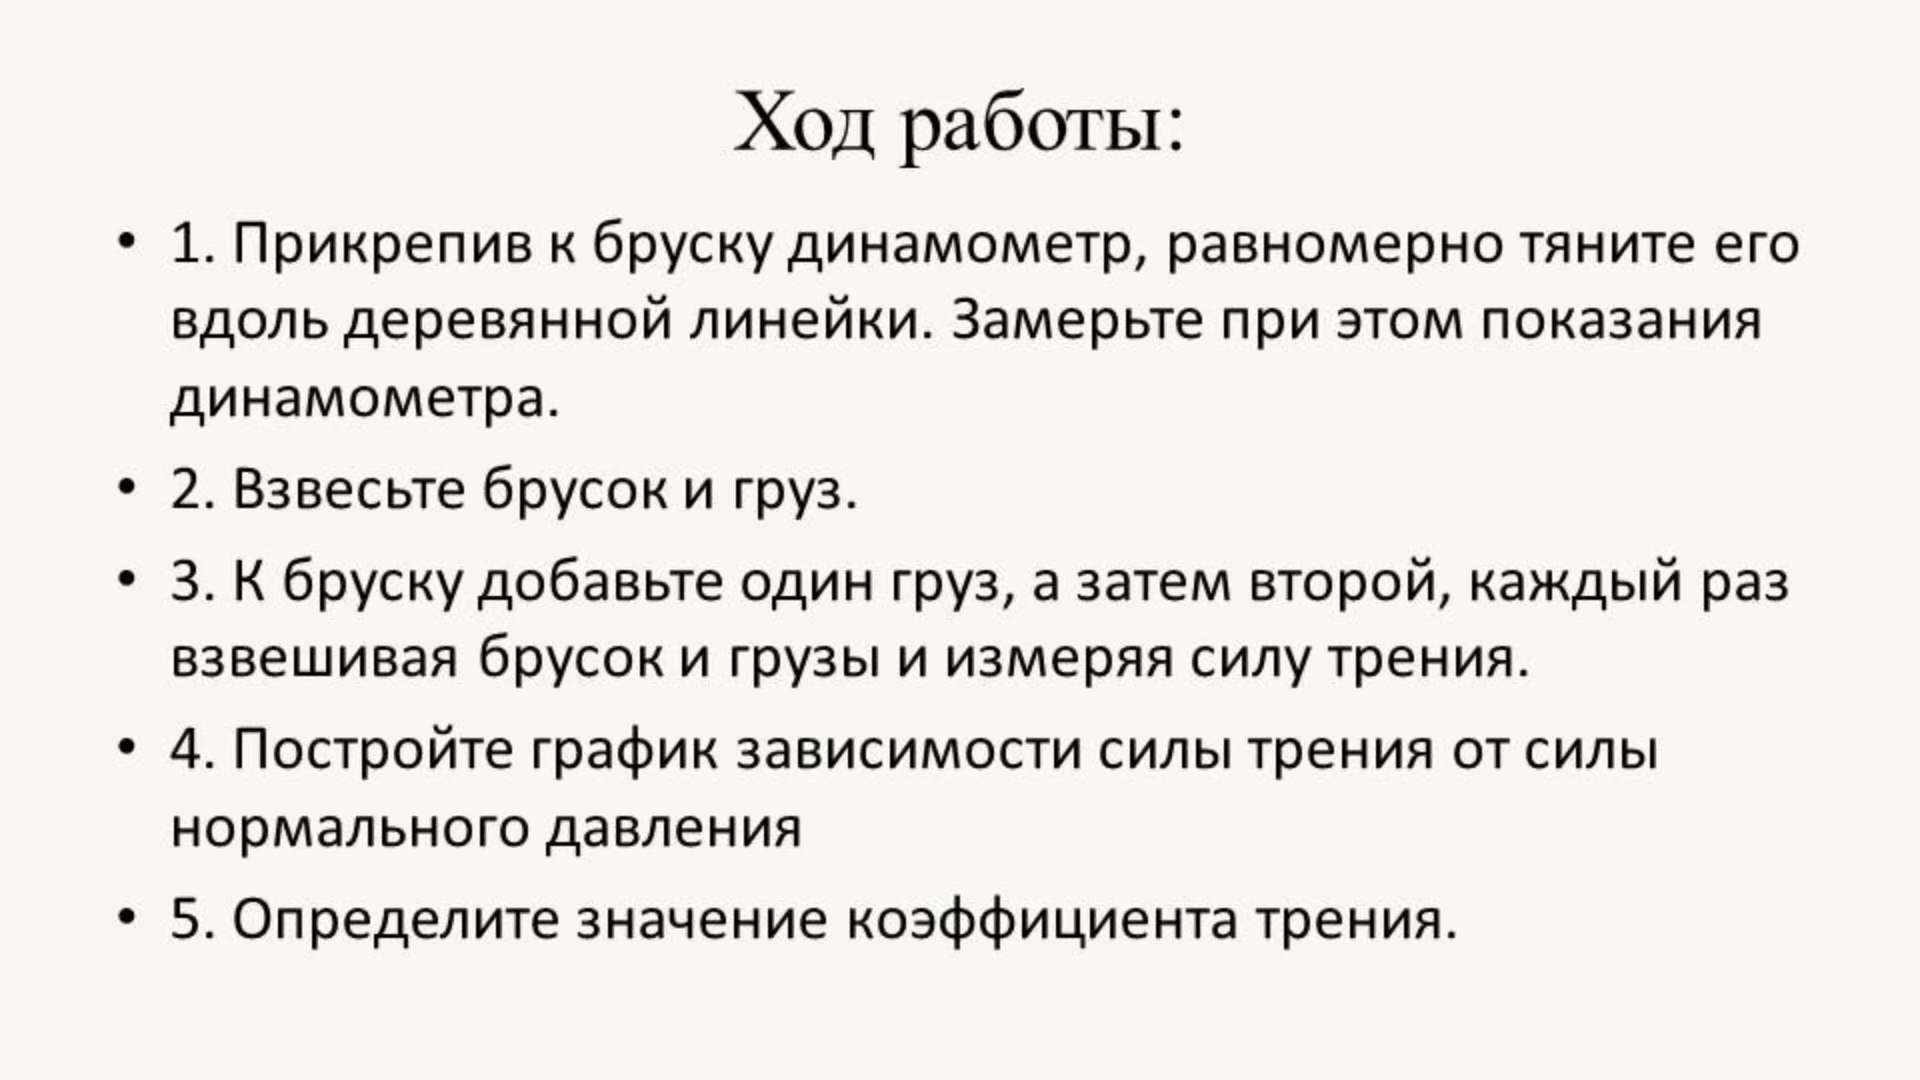 Ход работы:
• 1. Прикрепив к бруску динамометр, равномерно тяните его
вдоль деревянной линейки. Замерьте при этом показания
динамометра.
• 2. Взвесьте брусок и груз.
• 3. К бруску добавьте один груз, а затем второй, каждый раз
взвешивая брусок и грузы и измеряя силу трения.
• 4. Постройте график зависимости силы трения от силы
нормального давления
• 5. Определите значение коэффициента трения.